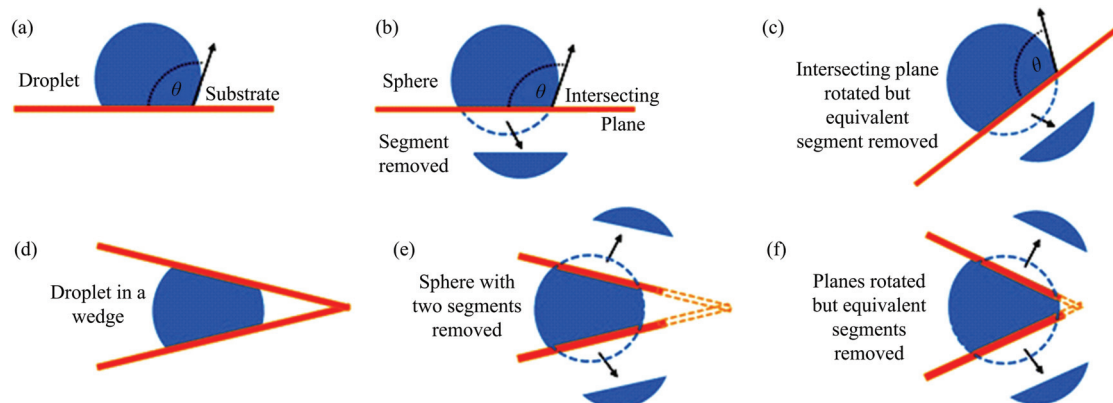 (a)
Droplet
θ
Substrate
(b)
Sphere
θ
Intersecting
Plane
Segment
removed
(c)
θ
Intersecting plane
rotated but
equivalent
segment removed
(d)
Droplet in a
wedge
(e)
Sphere with
two segments
removed
(f)
Planes rotated
but equivalent
segments
removed